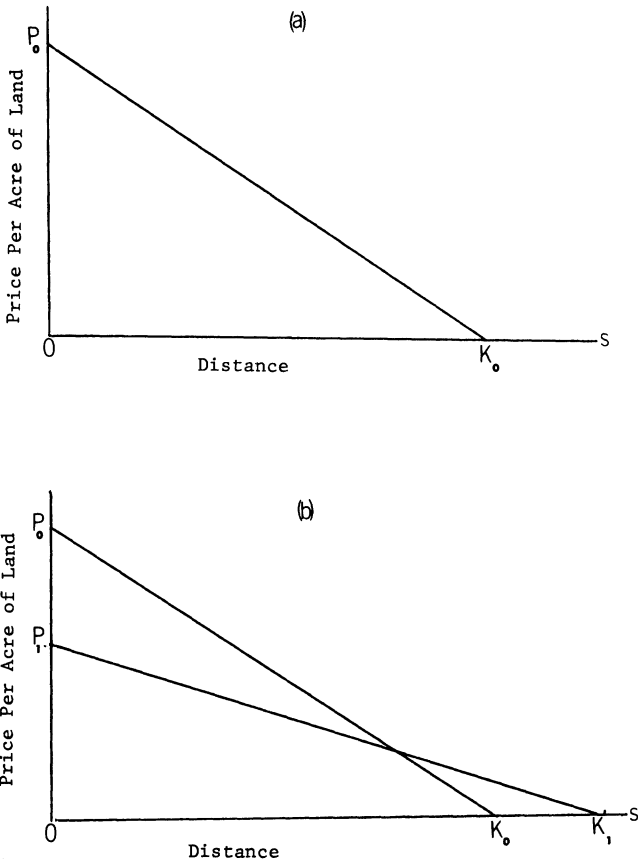 (a)
P₀
Price Per Acre of Land
0
K₀
S
Distance
(b)
P₀
P₁
Price Per Acre of Land
0
K₀
K₁
S
Distance